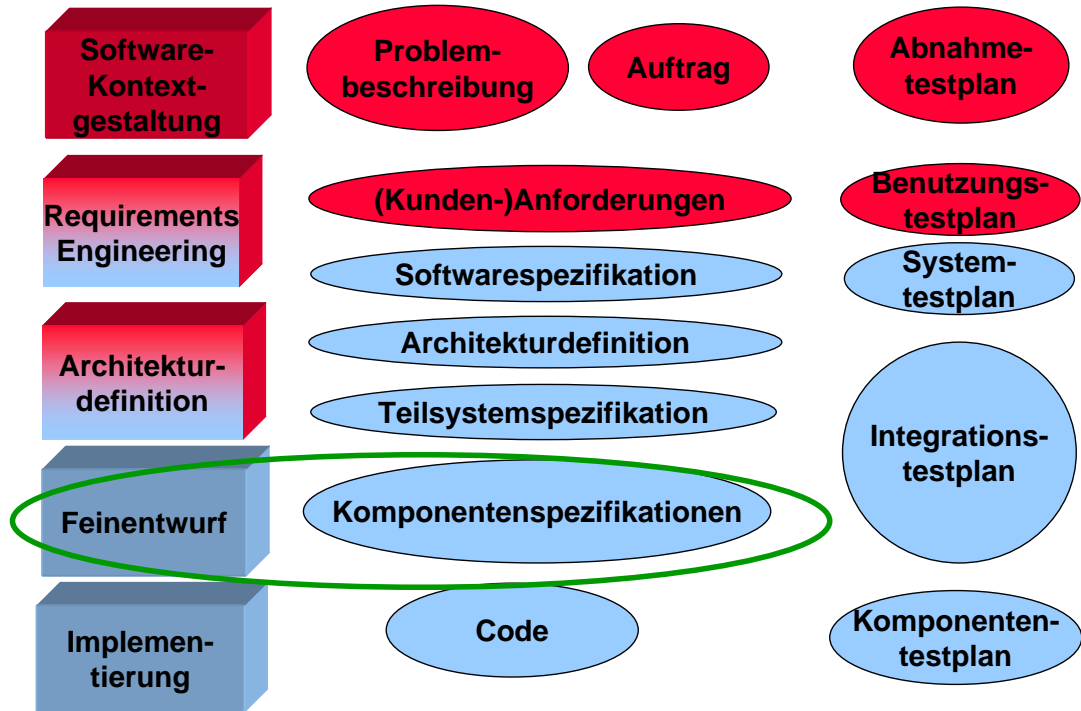 Software-
Kontext-
gestaltung
Problem-
beschreibung
Auftrag
Abnahme-
testplan
Requirements
Engineering
(Kunden-)Anforderungen
Benutzungs-
testplan
Softwarespezifikation
System-
testplan
Architektur-
definition
Architekturdefinition
Teilsystemspezifikation
Integrations-
testplan
Feinentwurf
Komponentenspezifikationen
Implemen-
tierung
Code
Komponenten-
testplan